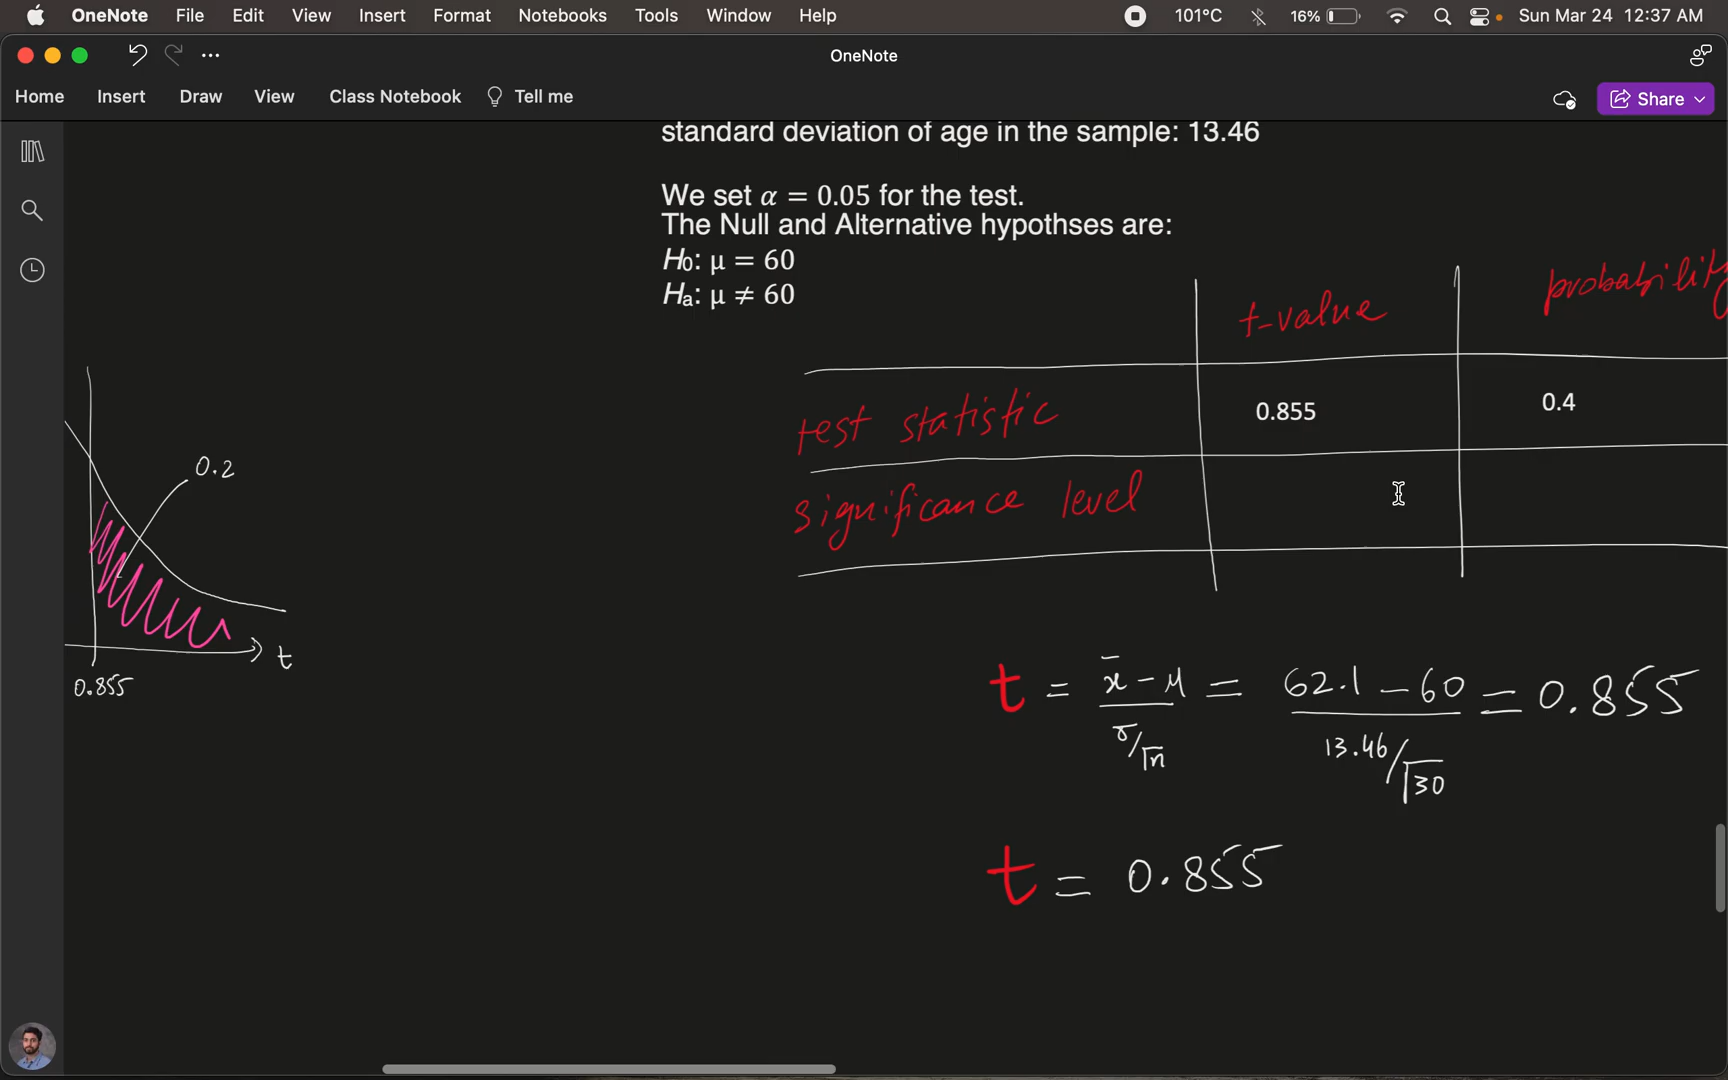 OneNote File Edit View Insert Format Notebooks Tools Window Help 101°C 16% Sun Mar 24 12:37 AM
OneNote
Home Insert Draw View Class Notebook Tell me Share
standard deviation of age in the sample: 13.46
We set α = 0.05 for the test.
The Null and Alternative hypothses are:
H₀: μ = 60
Hₐ: μ ≠ 60
t-value probability
test statistic 0.855 0.4
significance level
0.2
t
0.855
t = x̄ - μ / σ/√n = 62.1 - 60 / 13.46/√30 = 0.855
t = 0.855